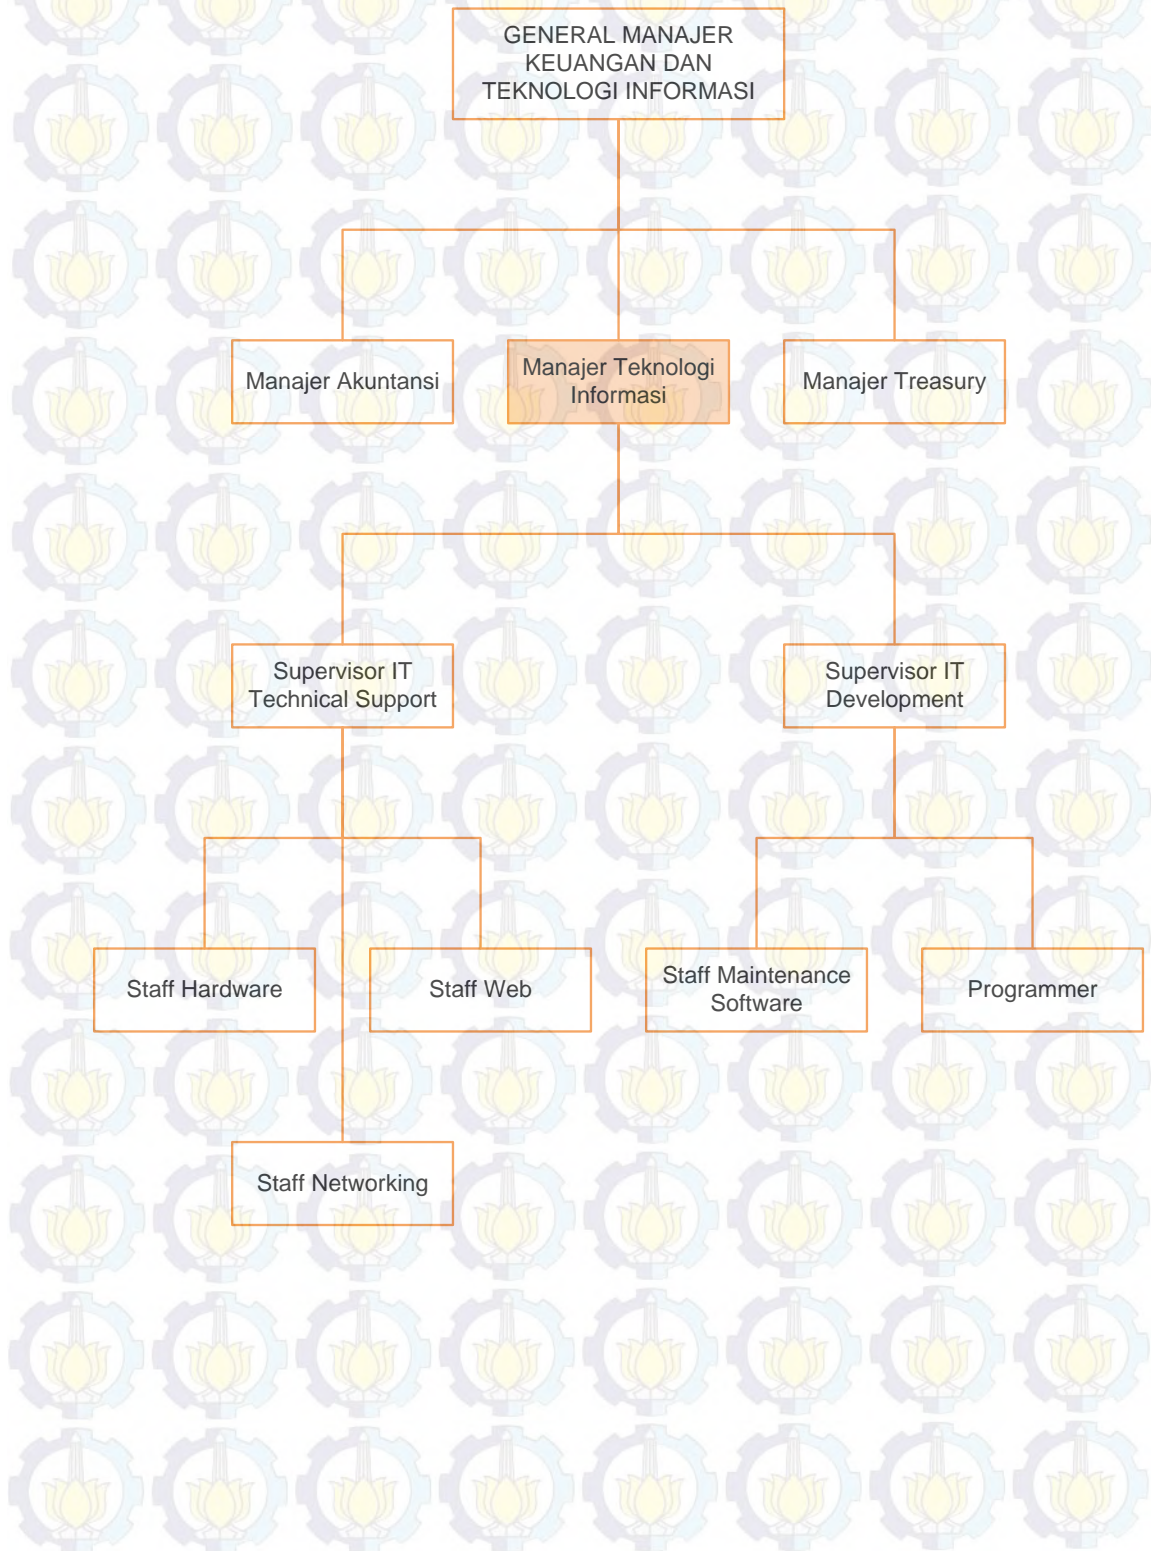 GENERAL MANAJER
KEUANGAN DAN
TEKNOLOGI INFORMASI
Manajer Akuntansi
Manajer Teknologi
Informasi
Manajer Treasury
Supervisor IT
Technical Support
Supervisor IT
Development
Staff Hardware
Staff Web
Staff Maintenance
Software
Programmer
Staff Networking